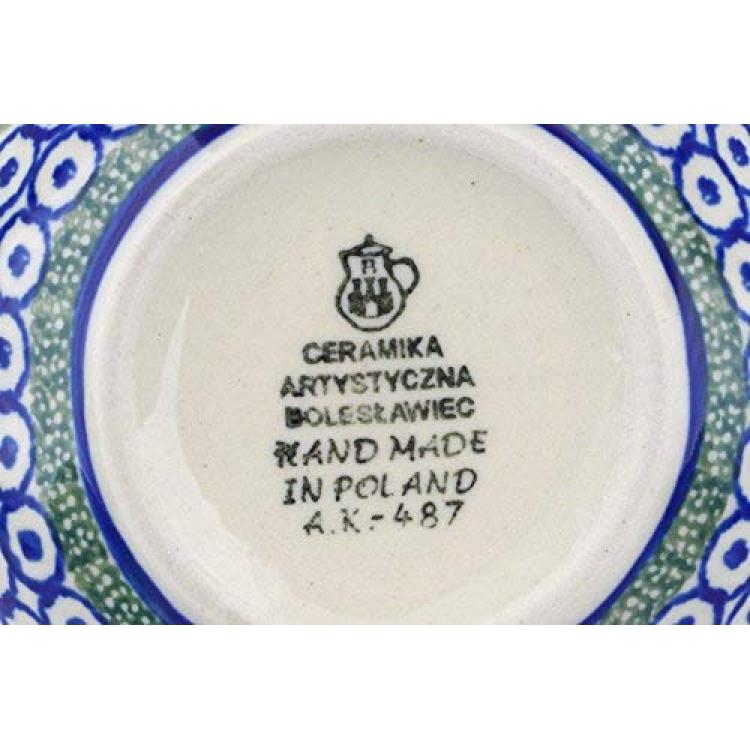 B
CERAMIKA
ARTYSTYCZNA
BOLESŁAWIEC
HAND MADE
IN POLAND
A.K.-487